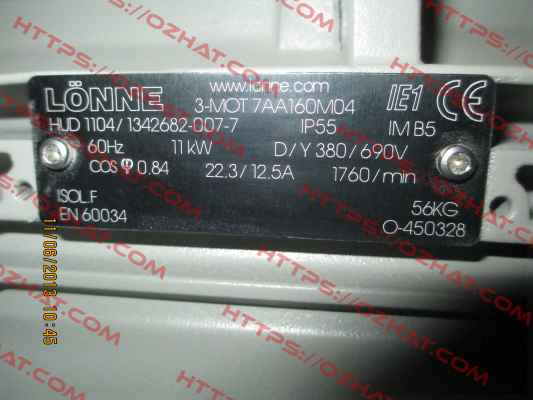 LÖNNE
www.lonne.com
IE1 CE
3-MOT 7AA160M04
HUD 1104/1342682-007-7 IP55 IM B5
60Hz 11kW D/Y 380/690V
COS φ 0.84 22.3/12.5A 1760/min
ISOL.F 56KG
EN 60034 O-450328
11/06/2013 10:45
HTTPS://OZHAT.COM
HTTPS://OZHAT.COM
HTTPS://OZHAT.COM
HTTPS://OZHAT.COM
HTTPS://OZHAT.COM
HTTPS://OZHAT.COM
HTTPS://OZHAT.COM